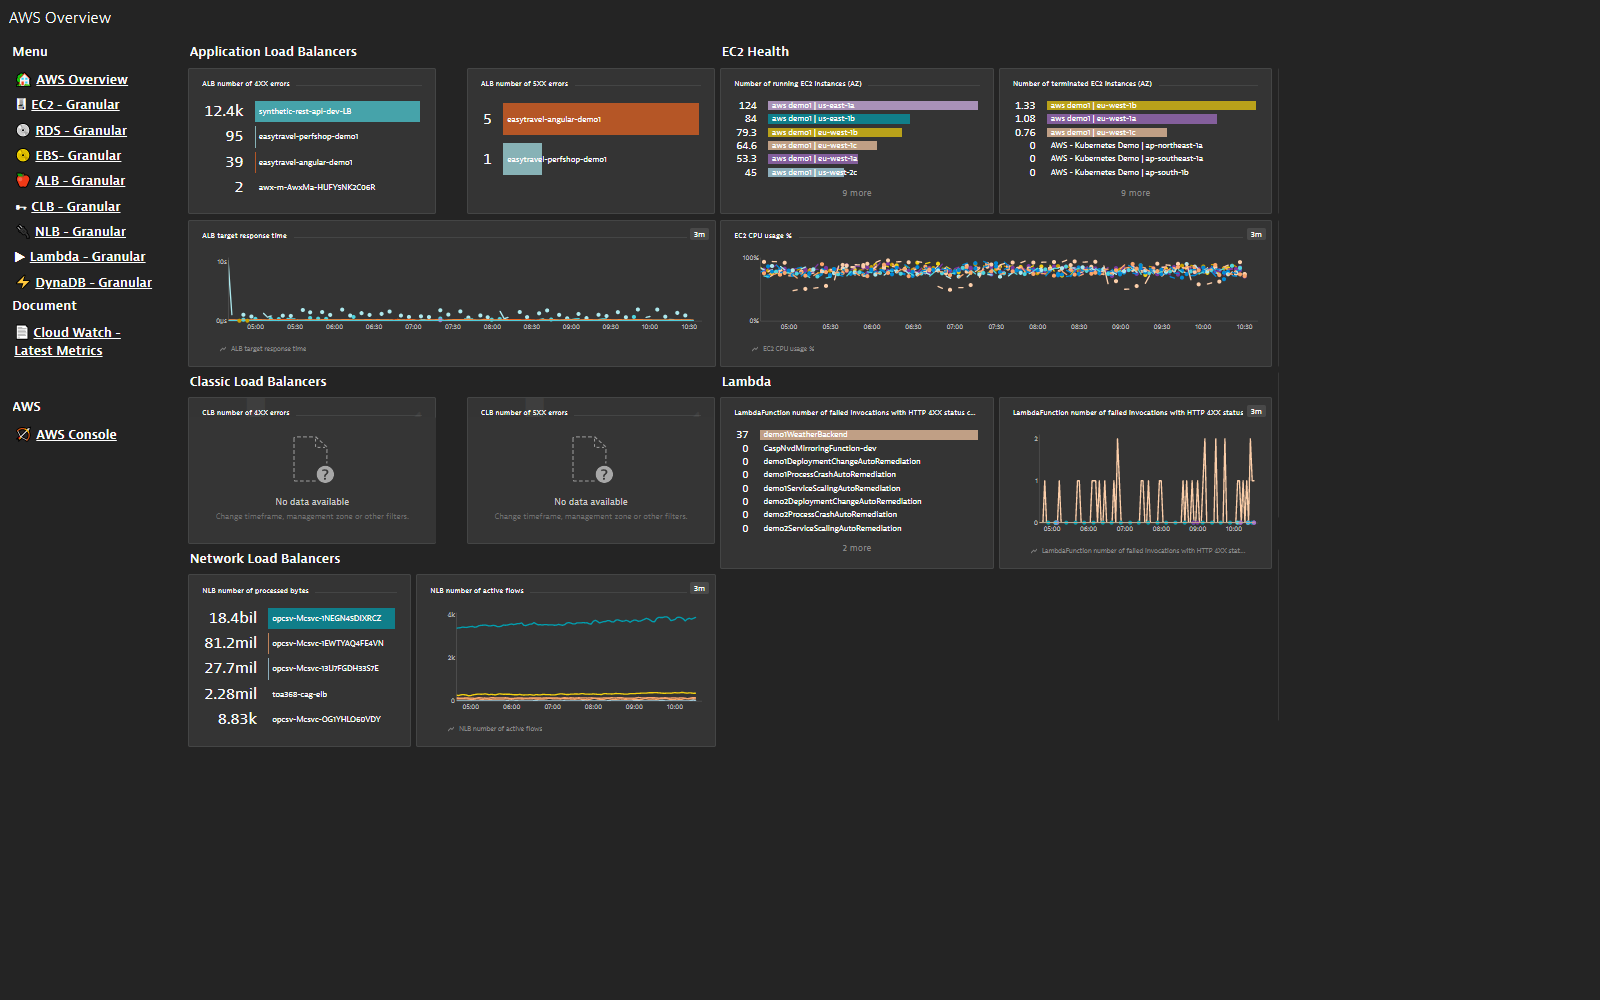 AWS Overview
Menu
AWS Overview
EC2 - Granular
RDS - Granular
EBS- Granular
ALB - Granular
CLB - Granular
NLB - Granular
Lambda - Granular
DynaDB - Granular
Document
Cloud Watch -
Latest Metrics
AWS
AWS Console
Application Load Balancers
ALB number of 4XX errors
12.4k synthetic-rest-api-dev-LB
95 easytravel-perfshop-demo1
39 easytravel-angular-demo1
2 awx-m-AwxMa-HUFY5NK2C06R
ALB number of 5XX errors
5 easytravel-angular-demo1
1 easytravel-perfshop-demo1
ALB target response time 3m
10s
0µs
05:00 05:30 06:00 06:30 07:00 07:30 08:00 08:30 09:00 09:30 10:00 10:30
ALB target response time
EC2 Health
Number of running EC2 instances (AZ)
124 aws demo1 | us-east-1a
84 aws demo1 | us-east-1b
79.3 aws demo1 | eu-west-1b
64.6 aws demo1 | eu-west-1c
53.3 aws demo1 | eu-west-1a
45 aws demo1 | us-west-2c
9 more
Number of terminated EC2 instances (AZ)
1.33 aws demo1 | eu-west-1b
1.08 aws demo1 | eu-west-1a
0.76 aws demo1 | eu-west-1c
0 AWS - Kubernetes Demo | ap-northeast-1a
0 AWS - Kubernetes Demo | ap-southeast-1a
0 AWS - Kubernetes Demo | ap-south-1b
9 more
EC2 CPU usage % 3m
100%
0%
05:00 05:30 06:00 06:30 07:00 07:30 08:00 08:30 09:00 09:30 10:00 10:30
EC2 CPU usage %
Classic Load Balancers
CLB number of 4XX errors
No data available
Change timeframe, management zone or other filters.
CLB number of 5XX errors
No data available
Change timeframe, management zone or other filters.
Lambda
LambdaFunction number of failed invocations with HTTP 4XX status c...
37 demo1WeatherBackend
0 CaspNvdMirroringFunction-dev
0 demo1DeploymentChangeAutoRemediation
0 demo1ProcessCrashAutoRemediation
0 demo1ServiceScalingAutoRemediation
0 demo2DeploymentChangeAutoRemediation
0 demo2ProcessCrashAutoRemediation
0 demo2ServiceScalingAutoRemediation
2 more
LambdaFunction number of failed invocations with HTTP 4XX status 3m
2
1
0
05:00 06:00 07:00 08:00 09:00 10:00
LambdaFunction number of failed invocations with HTTP 4XX stat...
Network Load Balancers
NLB number of processed bytes
18.4bil opcsv-Mcsvc-1NEGN45DIXRCZ
81.2mil opcsv-Mcsvc-1EWTYAQ4FE4VN
27.7mil opcsv-Mcsvc-13U7FGDH33S7E
2.28mil toa368-cag-elb
8.83k opcsv-Mcsvc-OG1YHLO60VDY
NLB number of active flows 3m
4k
2k
0
05:00 06:00 07:00 08:00 09:00 10:00
NLB number of active flows